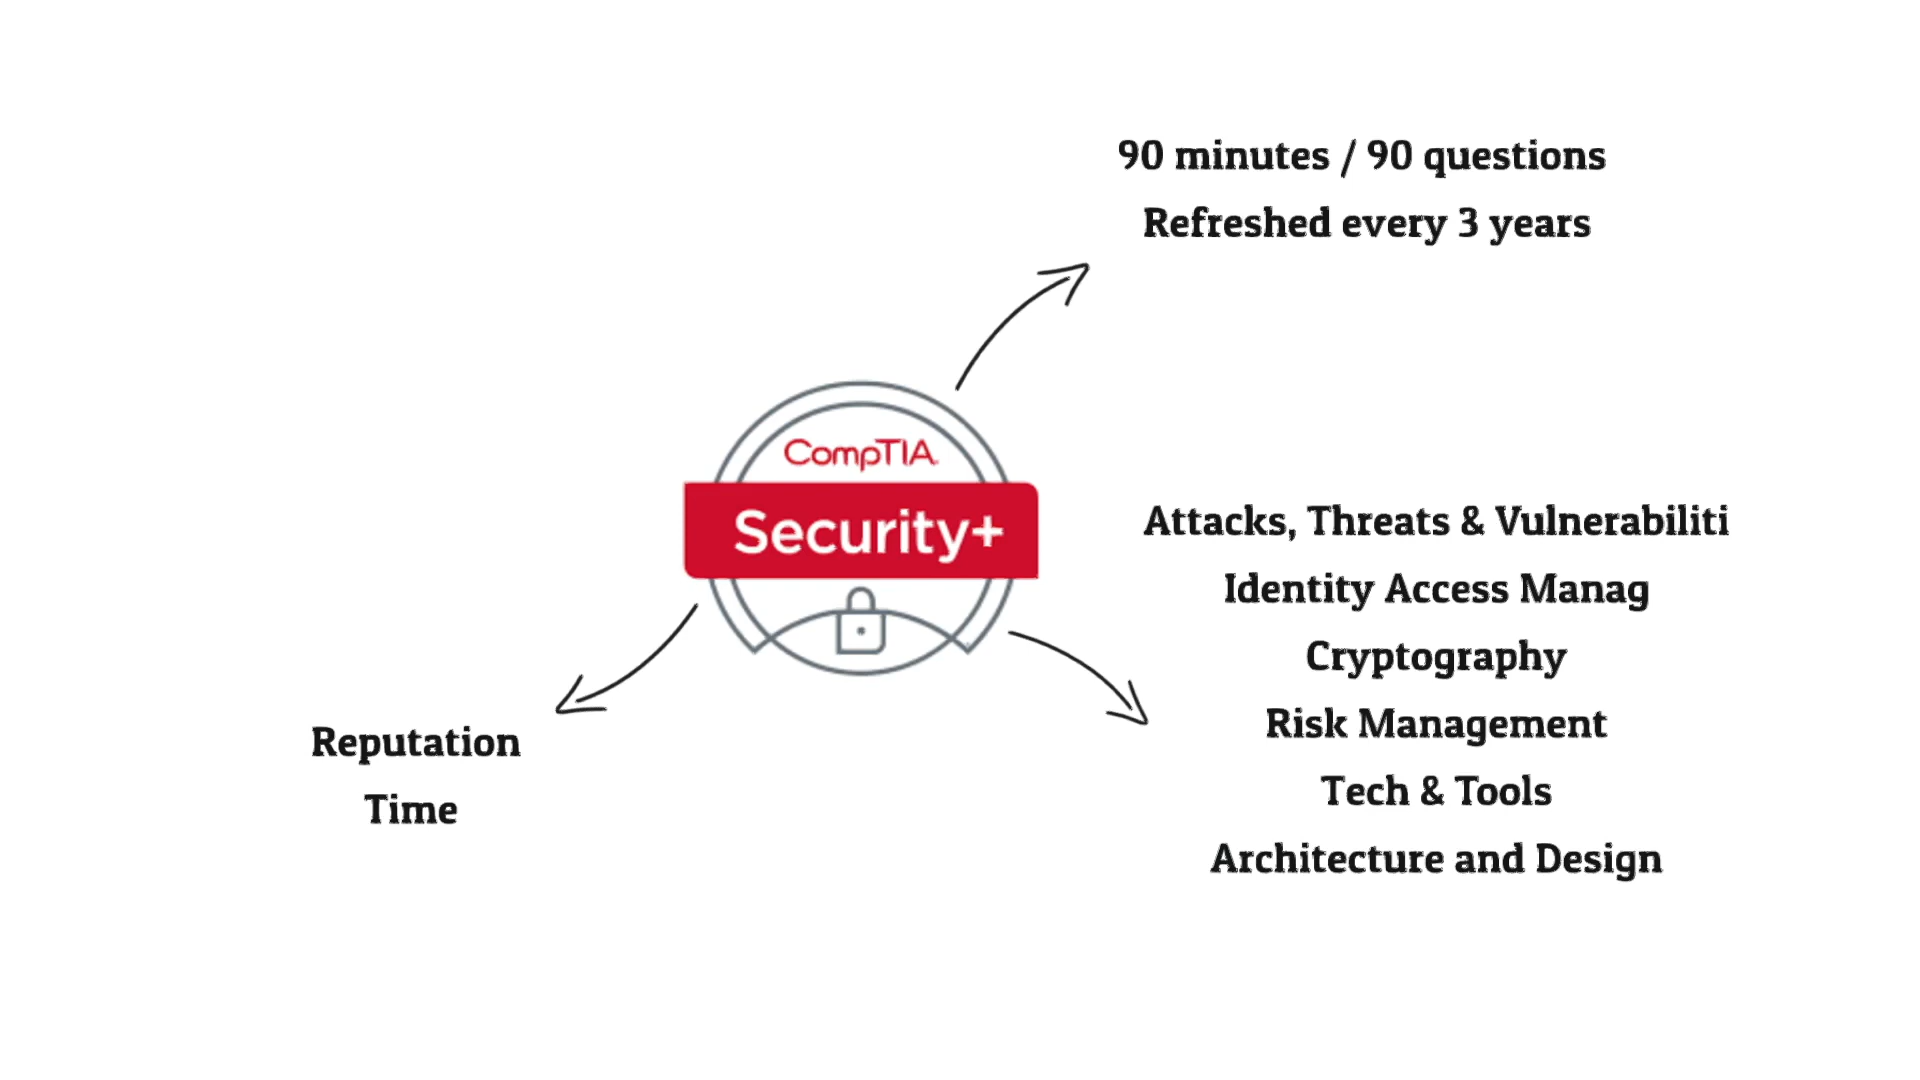 90 minutes / 90 questions
Refreshed every 3 years
CompTIA
Security+
Attacks, Threats & Vulnerabiliti
Identity Access Manag
Cryptography
Risk Management
Tech & Tools
Architecture and Design
Reputation
Time